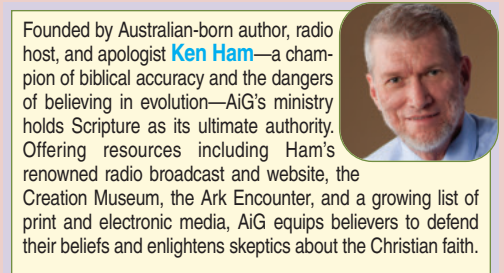 Founded by Australian-born author, radio
host, and apologist Ken Ham—a cham-
pion of biblical accuracy and the dangers
of believing in evolution—AiG’s ministry
holds Scripture as its ultimate authority.
Offering resources including Ham’s
renowned radio broadcast and website, the
Creation Museum, the Ark Encounter, and a growing list of
print and electronic media, AiG equips believers to defend
their beliefs and enlightens skeptics about the Christian faith.